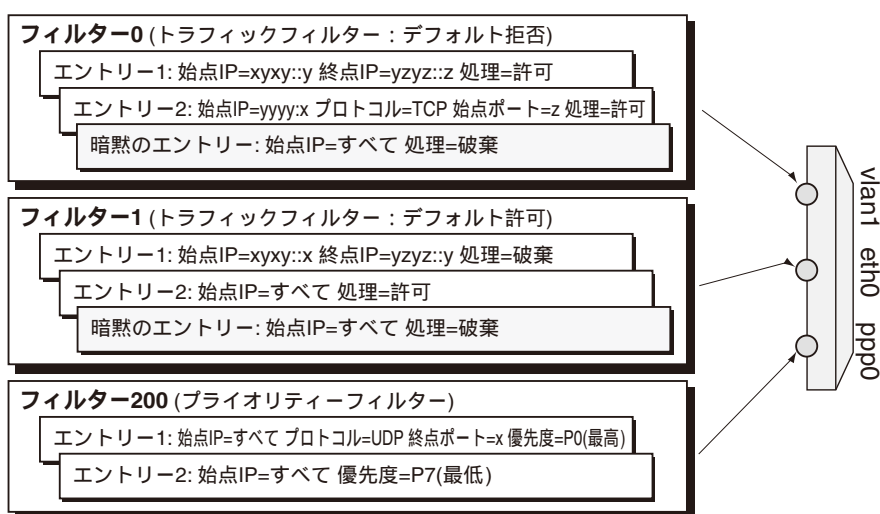 フィルター0 (トラフィックフィルター：デフォルト拒否)
エントリー1: 始点IP=xyxy::y 終点IP=yzyz::z 処理=許可
エントリー2: 始点IP=yyyy:x プロトコル=TCP 始点ポート=z 処理=許可
暗黙のエントリー: 始点IP=すべて 処理=破棄
フィルター1 (トラフィックフィルター：デフォルト許可)
エントリー1: 始点IP=xyxy::x 終点IP=yzyz::y 処理=破棄
エントリー2: 始点IP=すべて 処理=許可
暗黙のエントリー: 始点IP=すべて 処理=破棄
フィルター200 (プライオリティーフィルター)
エントリー1: 始点IP=すべて プロトコル=UDP 終点ポート=x 優先度=P0(最高)
エントリー2: 始点IP=すべて 優先度=P7(最低)
vlan1 eth0 ppp0